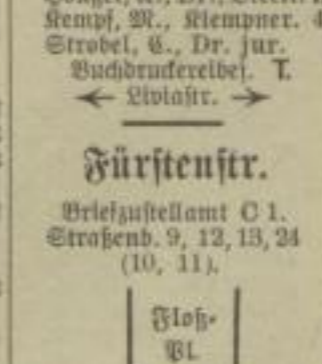 Kempf, M., Klempner. 4
Strobel, C., Dr. jur.
Buchdruckereibes. T.
← Liviastr. →
Fürstenstr.
Briefzustellamt C 1.
Straßenb. 9, 12, 13, 24
(10, 11).
Floß-
Pl.